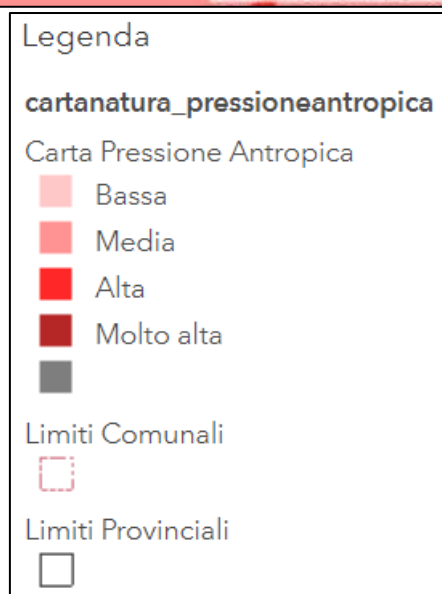 Legenda
cartanatura_pressioneantropica
Carta Pressione Antropica
Bassa
Media
Alta
Molto alta
Limiti Comunali
Limiti Provinciali